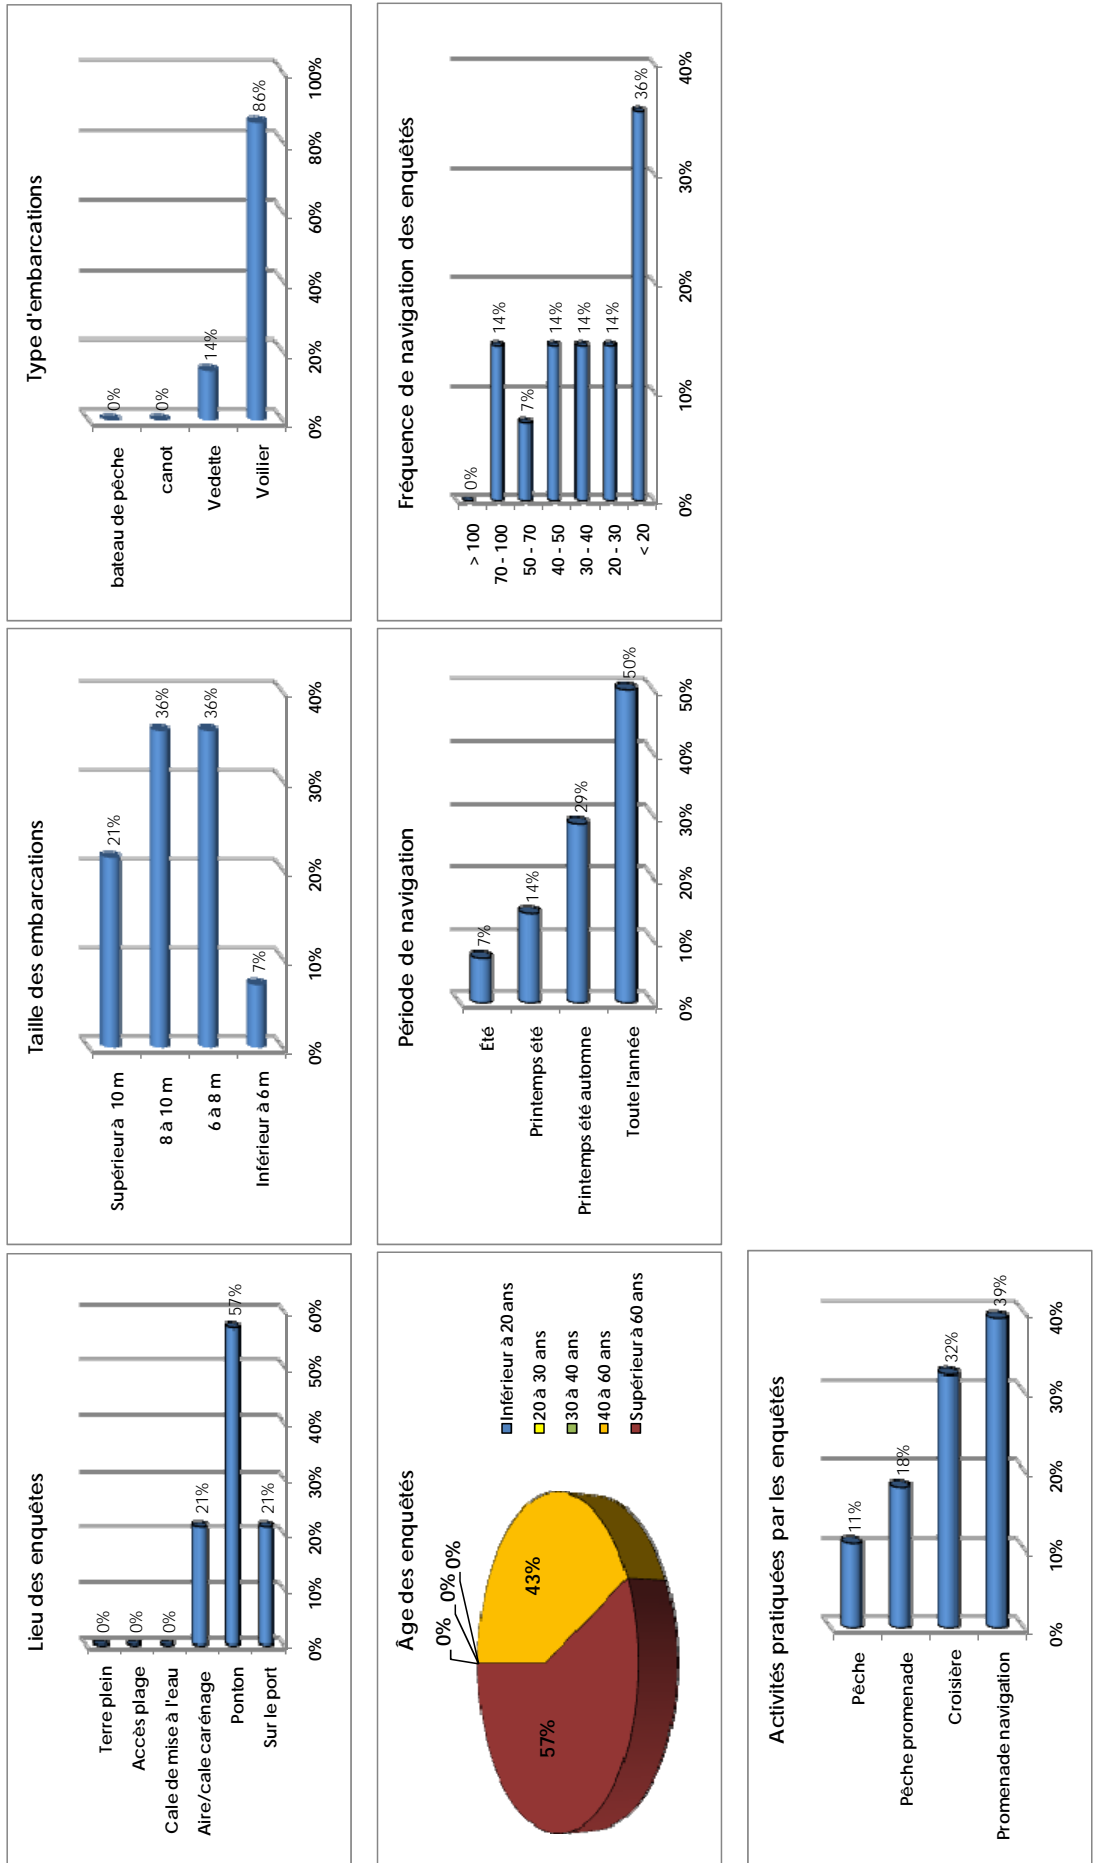 Lieu des enquêtes
Terre plein
0%
Accès plage
0%
Cale de mise à l'eau
0%
Aire/cale carénage
21%
Ponton
57%
Sur le port
21%
0% 10% 20% 30% 40% 50% 60%
Taille des embarcations
Supérieur à 10 m
21%
8 à 10 m
36%
6 à 8 m
36%
Inférieur à 6 m
7%
0% 10% 20% 30% 40%
Type d'embarcations
bateau de pêche
0%
canot
0%
Vedette
14%
Voilier
86%
0% 20% 40% 60% 80% 100%
Âge des enquêtés
0%
0%
0%
43%
57%
Inférieur à 20 ans
20 à 30 ans
30 à 40 ans
40 à 60 ans
Supérieur à 60 ans
Période de navigation
Été
7%
Printemps été
14%
Printemps été automne
29%
Toute l'année
50%
0% 10% 20% 30% 40% 50%
Fréquence de navigation des enquêtés
> 100
0%
70 - 100
14%
50 - 70
7%
40 - 50
14%
30 - 40
14%
20 - 30
14%
< 20
36%
0% 10% 20% 30% 40%
Activités pratiquées par les enquêtés
Pêche
11%
Pêche promenade
18%
Croisière
32%
Promenade navigation
39%
0% 10% 20% 30% 40%